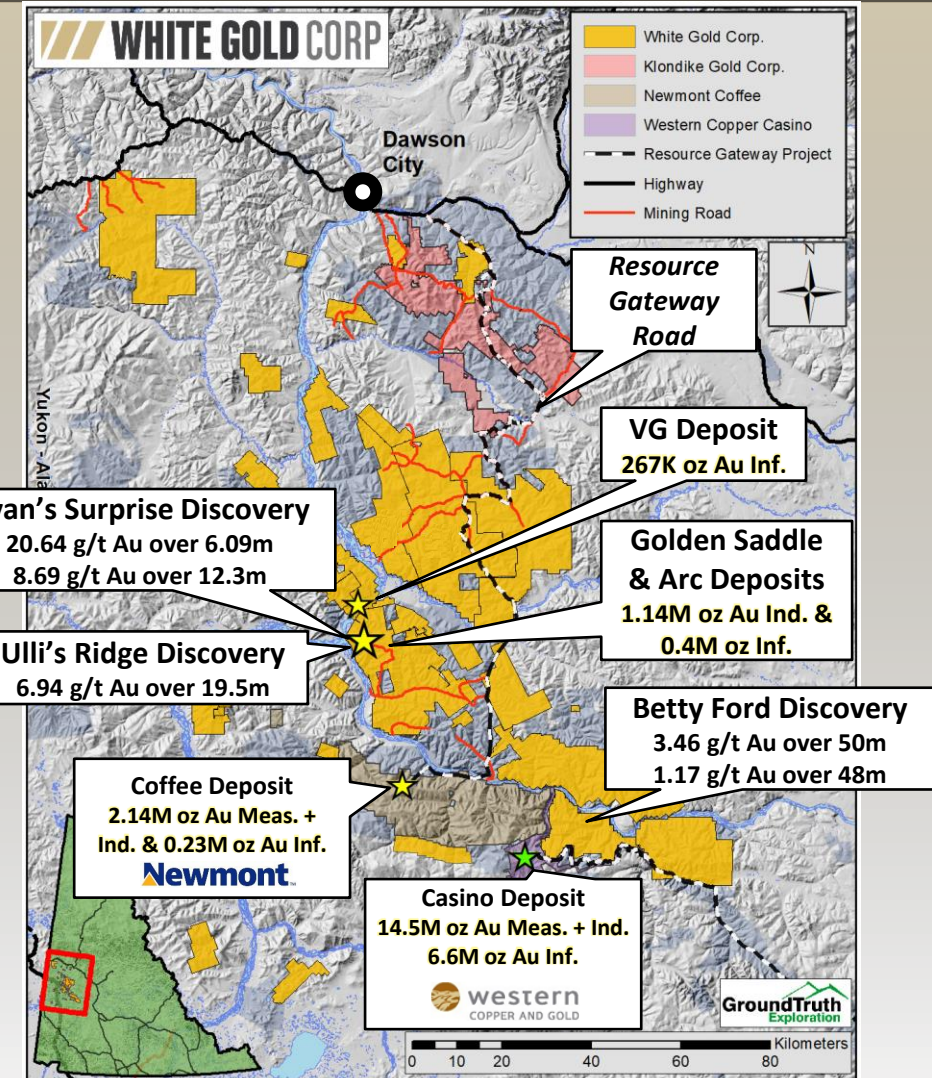 WHITE GOLD CORP
White Gold Corp.
Klondike Gold Corp.
Newmont Coffee
Western Copper Casino
Resource Gateway Project
Highway
Mining Road
N
Dawson
City
Resource
Gateway
Road
Yukon - Ala
VG Deposit
267K oz Au Inf.
yan's Surprise Discovery
20.64 g/t Au over 6.09m
8.69 g/t Au over 12.3m
Golden Saddle
& Arc Deposits
1.14M oz Au Ind. &
0.4M oz Inf.
Ulli's Ridge Discovery
6.94 g/t Au over 19.5m
Betty Ford Discovery
3.46 g/t Au over 50m
1.17 g/t Au over 48m
Coffee Deposit
2.14M oz Au Meas. +
Ind. & 0.23M oz Au Inf.
Newmont™
Casino Deposit
14.5M oz Au Meas. + Ind.
6.6M oz Au Inf.
western
COPPER AND GOLD
GroundTruth
Exploration
Kilometers
0 10 20 40 60 80